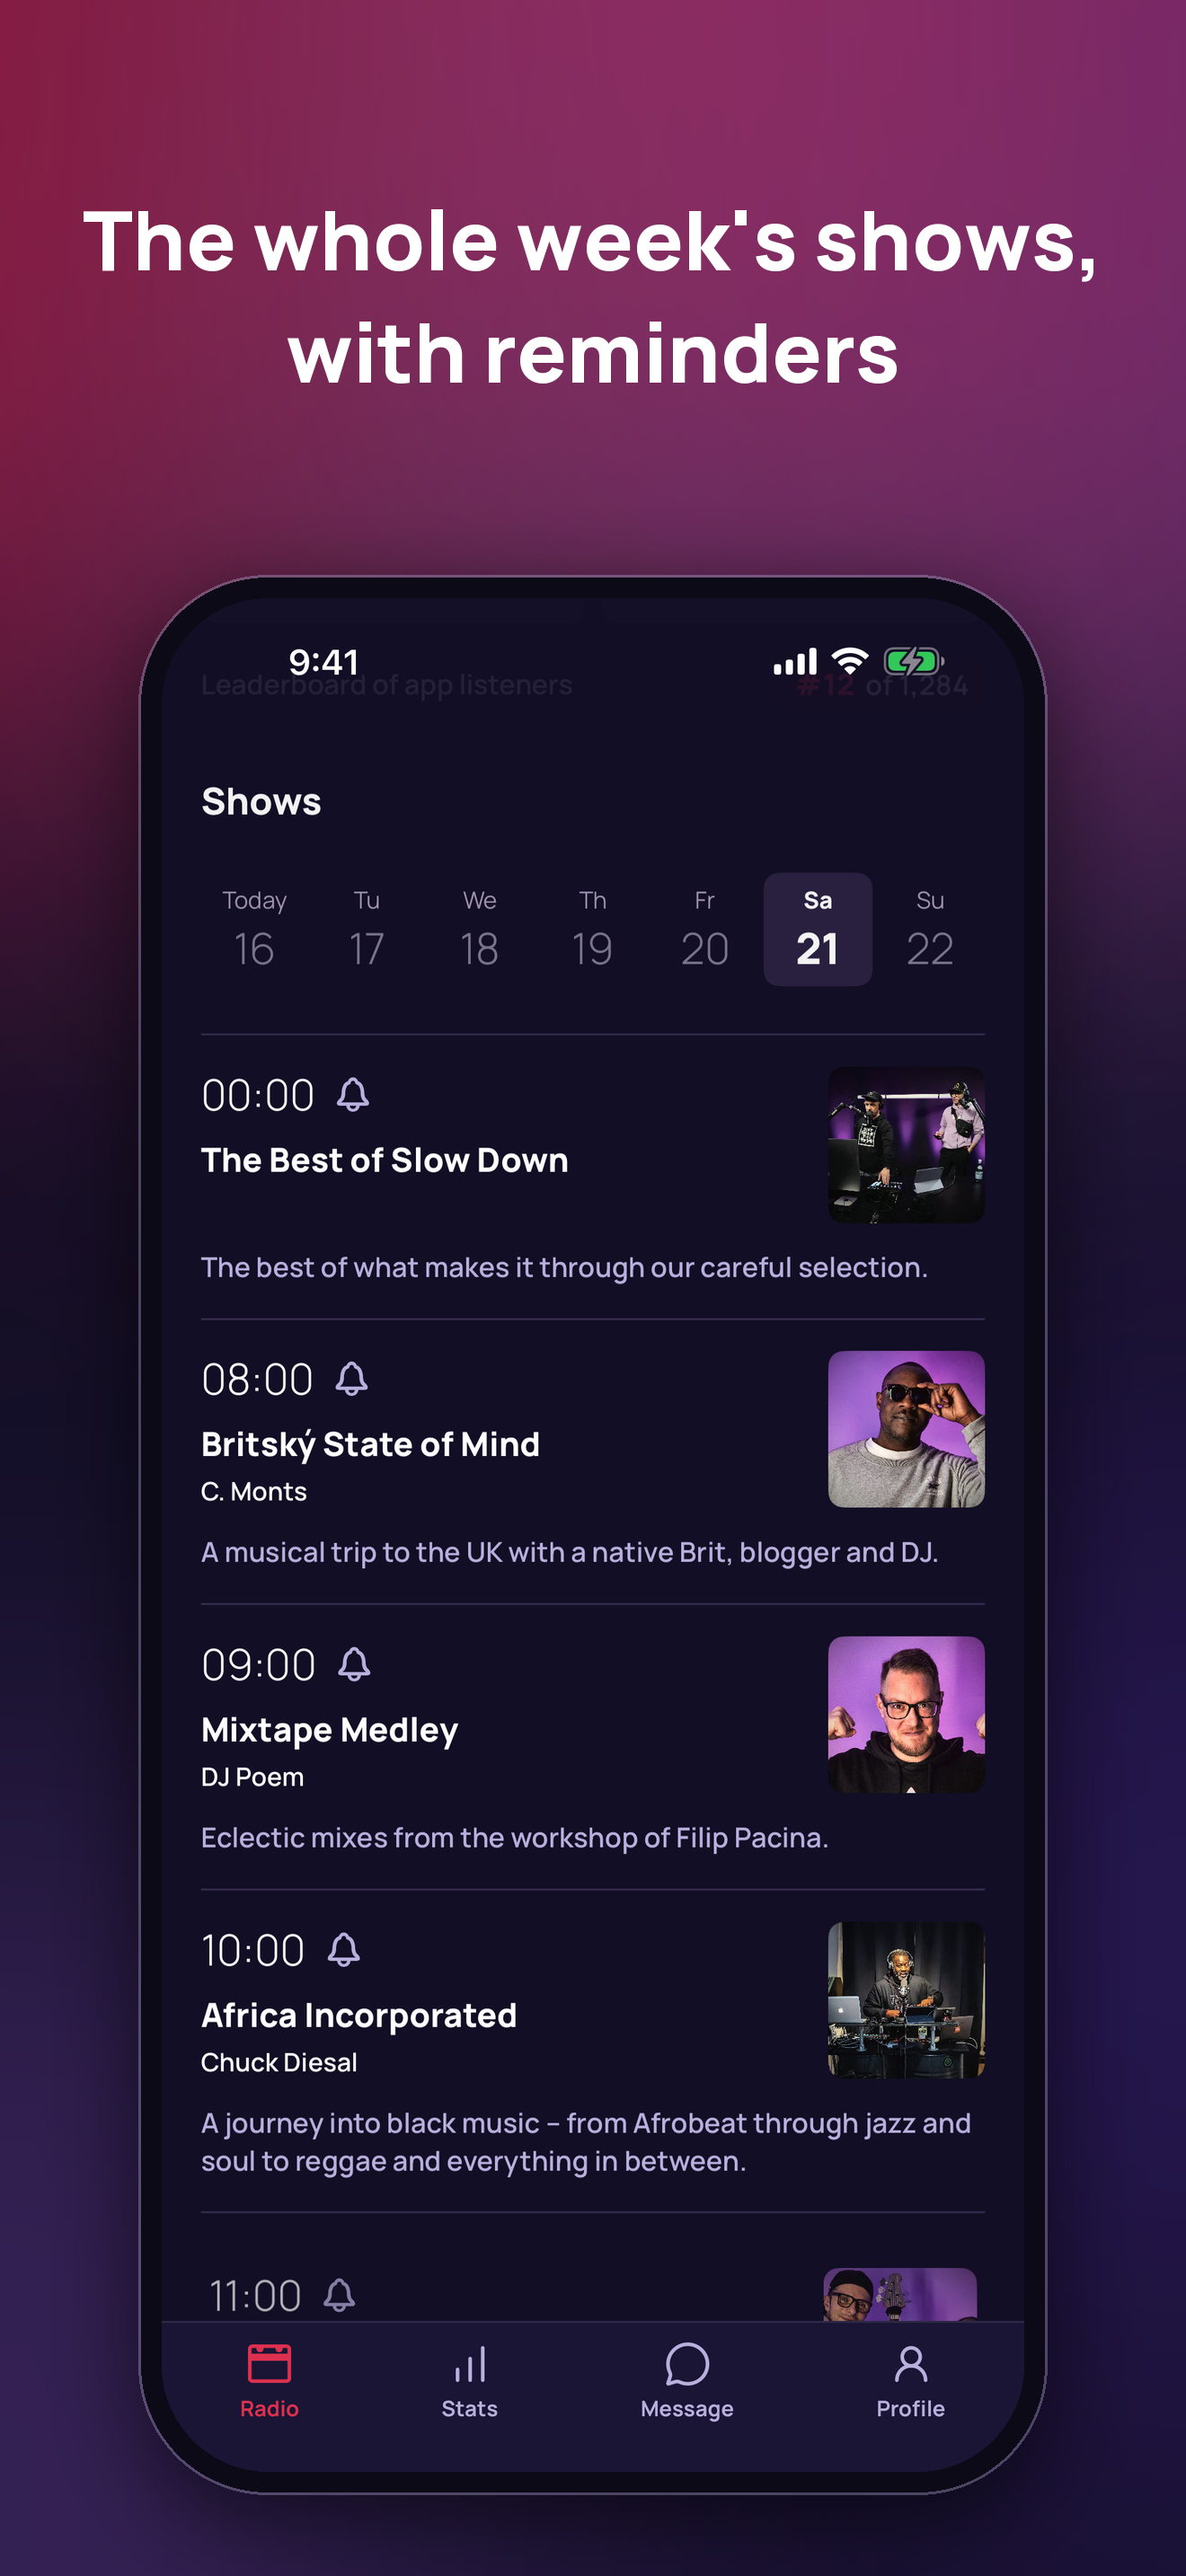 The whole week's shows,
with reminders
9:41
Leaderboard of app listeners #12 of 1,284
Shows
Today Tu We Th Fr Sa Su
16 17 18 19 20 21 22
00:00
The Best of Slow Down
The best of what makes it through our careful selection.
08:00
Britský State of Mind
C. Monts
A musical trip to the UK with a native Brit, blogger and DJ.
09:00
Mixtape Medley
DJ Poem
Eclectic mixes from the workshop of Filip Pacina.
10:00
Africa Incorporated
Chuck Diesal
A journey into black music – from Afrobeat through jazz and
soul to reggae and everything in between.
11:00
Radio Stats Message Profile